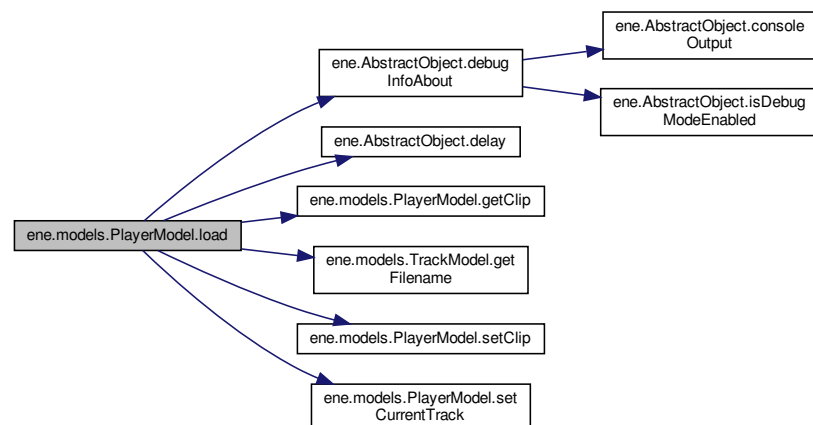 ene.AbstractObject.console
Output
ene.AbstractObject.debug
InfoAbout
ene.AbstractObject.isDebug
ModeEnabled
ene.AbstractObject.delay
ene.models.PlayerModel.getClip
ene.models.PlayerModel.load
ene.models.TrackModel.get
Filename
ene.models.PlayerModel.setClip
ene.models.PlayerModel.set
CurrentTrack